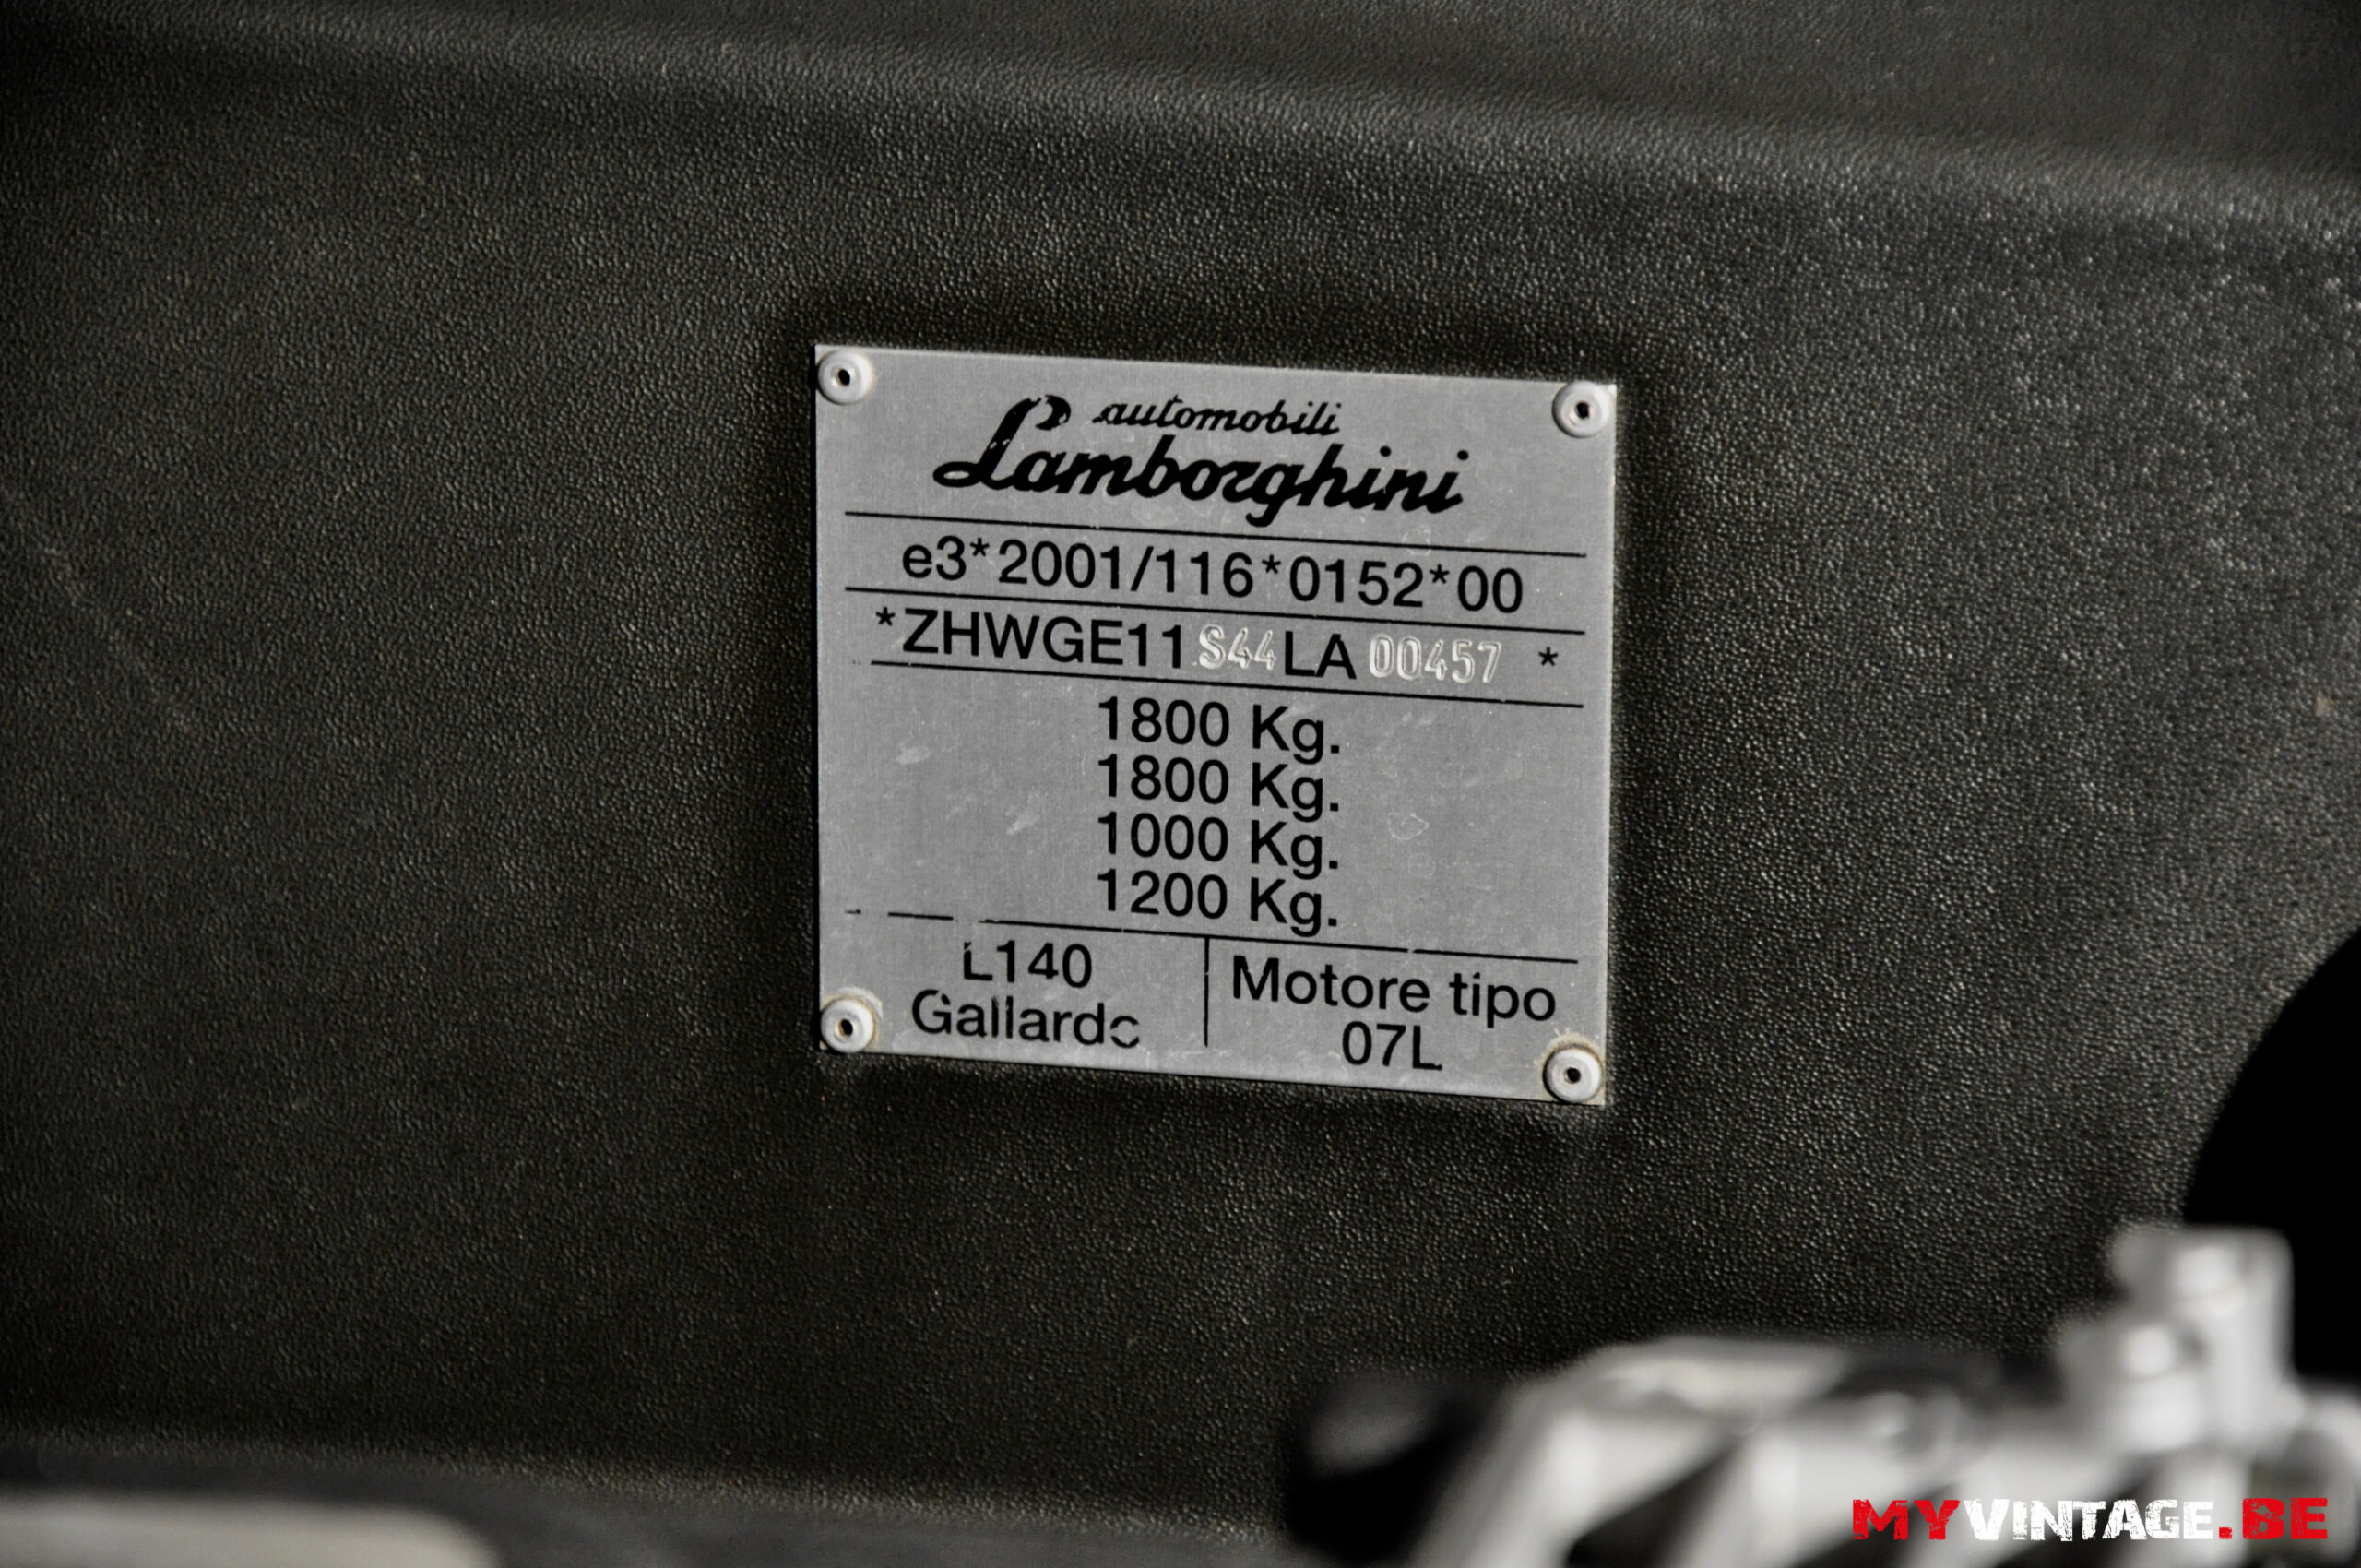 automobili
Lamborghini
e3*2001/116*0152*00
*ZHWGE11S44LA00457 *
1800 Kg.
1800 Kg.
1000 Kg.
1200 Kg.
L140
Gallardo
Motore tipo
07L
MYVINTAGE.BE